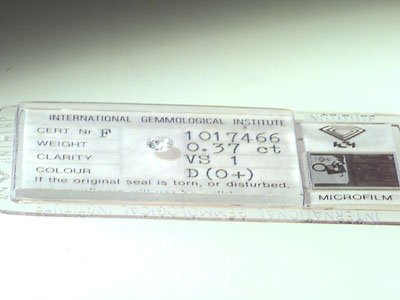 INTERNATIONAL GEMMOLOGICAL INSTITUTE
CERT. Nr F 1017466
WEIGHT 0.37 ct
CLARITY VS 1
COLOUR D (O+)
If the original seal is torn, or disturbed,
MICROFILM